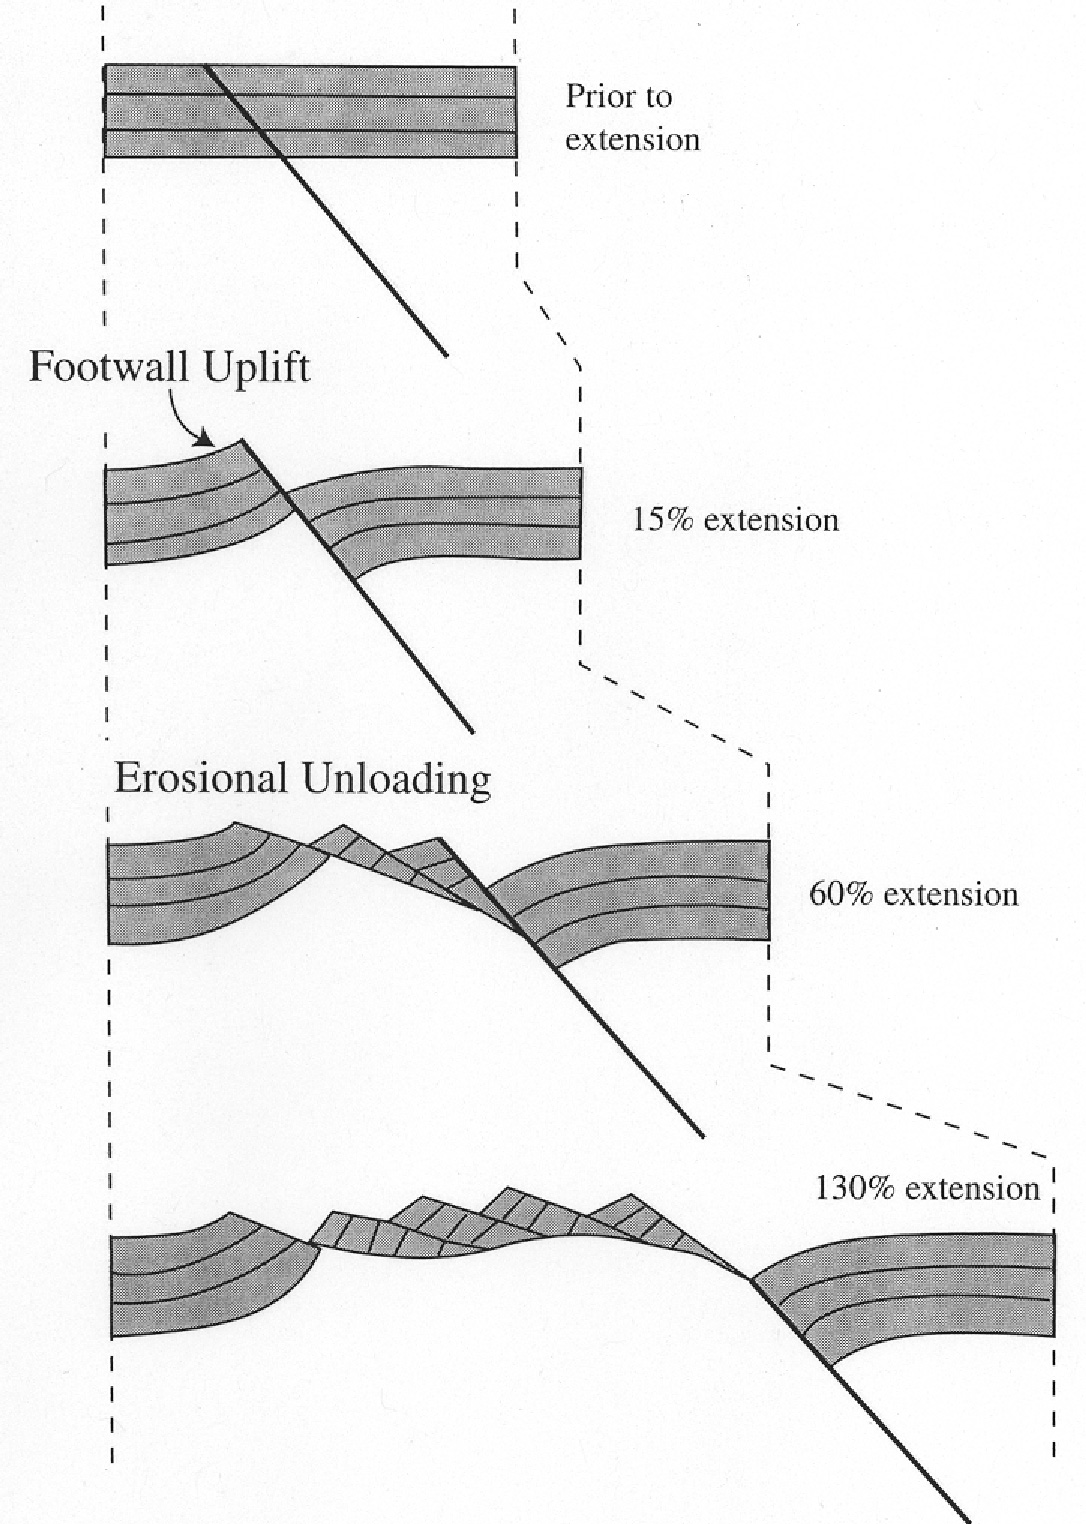 Prior to
extension
Footwall Uplift
15% extension
Erosional Unloading
60% extension
130% extension